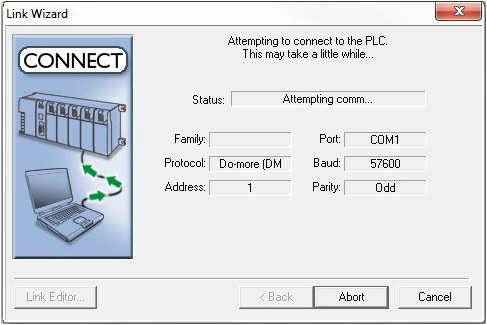 Link Wizard
CONNECT
Attempting to connect to the PLC.
This may take a little while...
Status: Attempting comm...
Family: Port: COM1
Protocol: Do-more (DM Baud: 57600
Address: 1 Parity: Odd
Link Editor... < Back Abort Cancel